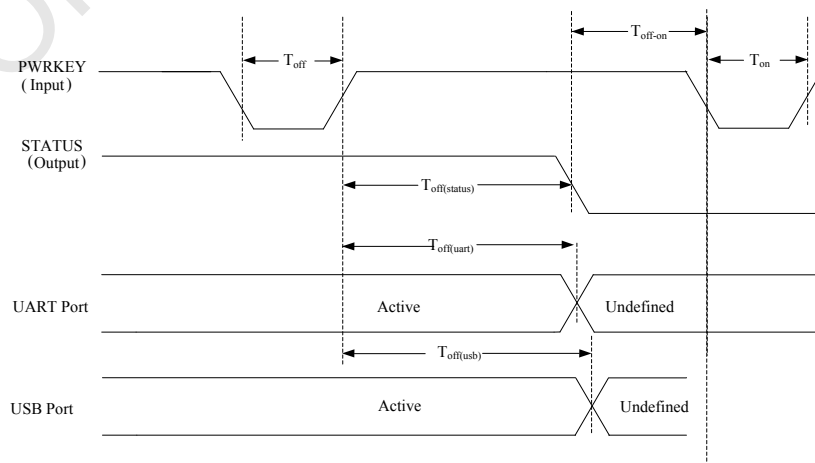 Toff-on
Toff
Ton
PWRKEY
( Input)
STATUS
(Output)
Toff(status)
Toff(uart)
UART Port
Active
Undefined
Toff(usb)
USB Port
Active
Undefined